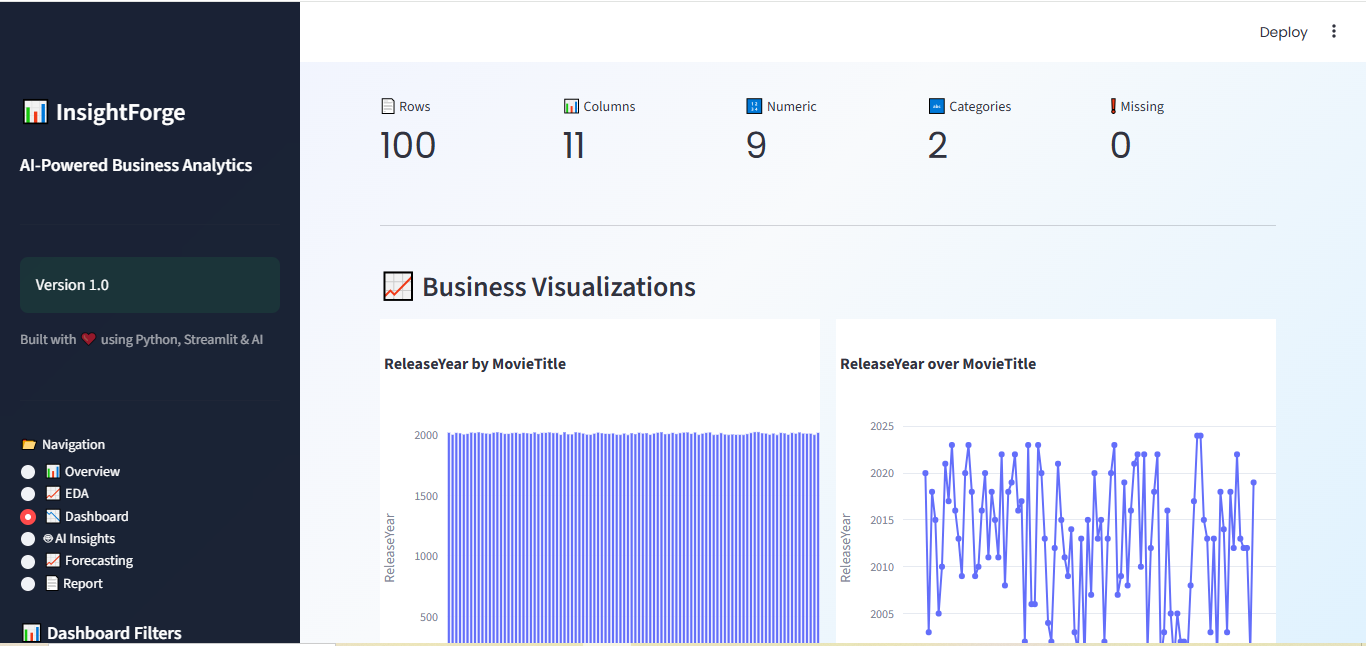 Deploy
InsightForge
AI-Powered Business Analytics
Version 1.0
Built with ❤️ using Python, Streamlit & AI
Navigation
Overview
EDA
Dashboard
AI Insights
Forecasting
Report
Dashboard Filters
Rows
100
Columns
11
Numeric
9
Categories
2
Missing
0
Business Visualizations
ReleaseYear by MovieTitle
2000
1500
1000
500
ReleaseYear
ReleaseYear over MovieTitle
2025
2020
2015
2010
2005
ReleaseYear